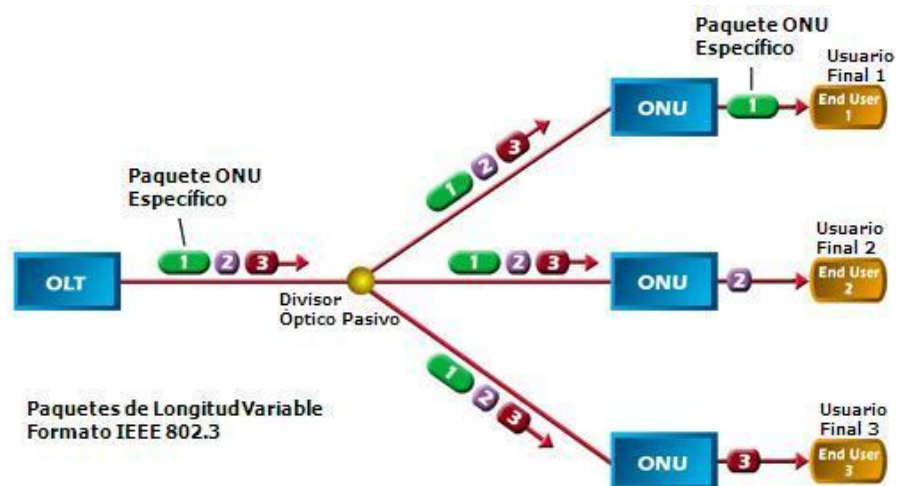 Paquete ONU
Específico
Usuario
Final 1
ONU
1
End User
1
1 2 3
Paquete ONU
Específico
OLT
1 2 3
Divisor
Òptico Pasivo
1 2 3
ONU
2
Usuario
Final 2
End User
2
1 2 3
Paquetes de Longitud Variable
Formato IEEE 802.3
ONU
3
Usuario
Final 3
End User
3